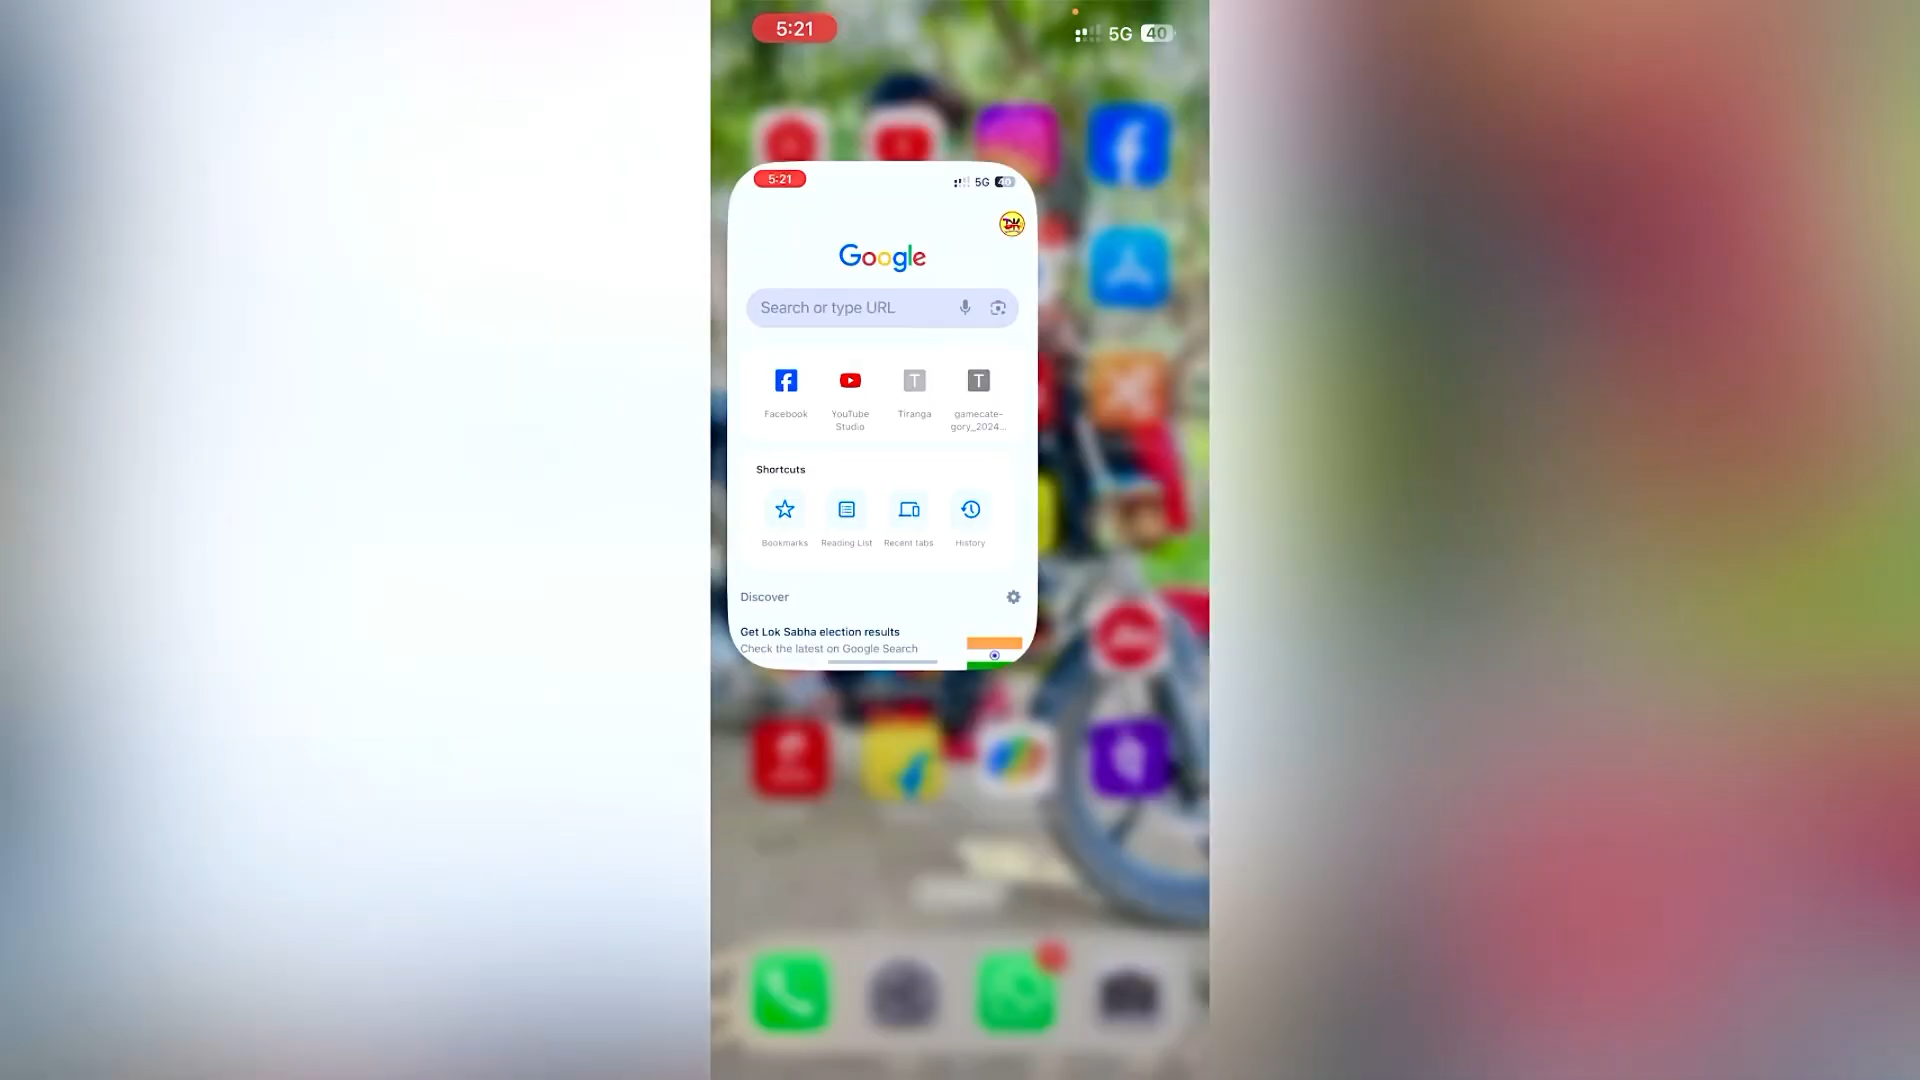 5:21
5G 40
5:21
5G 40
DK
Google
Search or type URL
Facebook
YouTube
Studio
T
Tiranga
T
gamecate-
gory_2024...
Shortcuts
Bookmarks
Reading List
Recent tabs
History
Discover
Get Lok Sabha election results
Check the latest on Google Search